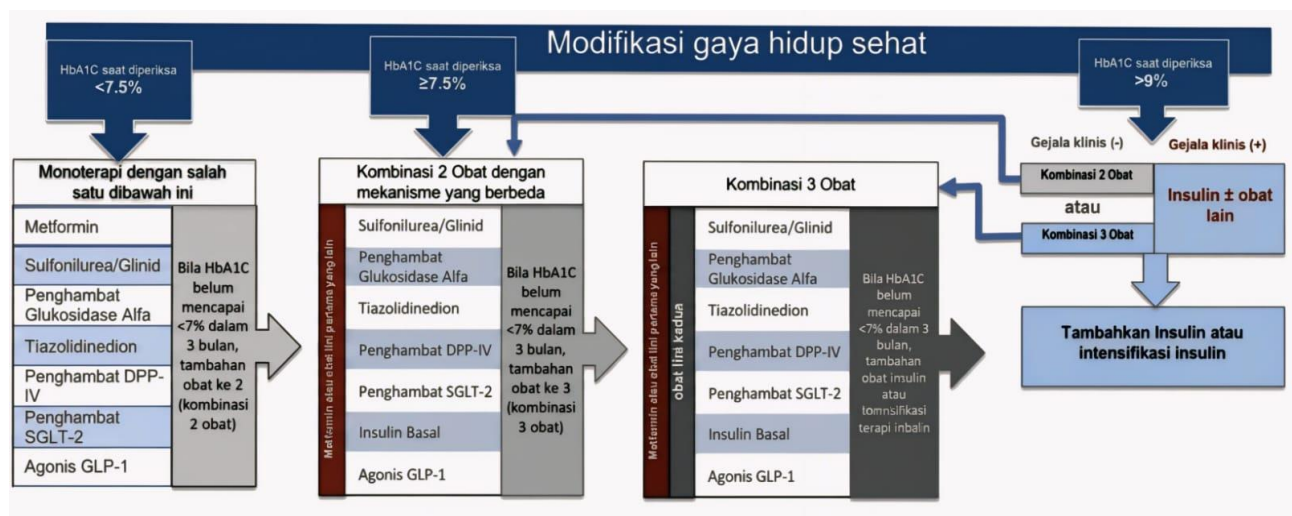 Modifikasi gaya hidup sehat
HbA1C saat diperiksa
<7.5%
HbA1C saat diperiksa
≥7.5%
HbA1C saat diperiksa
>9%
Gejala klinis (-)
Gejala klinis (+)
Monoterapi dengan salah
satu dibawah ini
Metformin
Sulfonilurea/Glinid
Penghambat
Glukosidase Alfa
Tiazolidinedion
Penghambat DPP-
IV
Penghambat
SGLT-2
Agonis GLP-1
Bila HbA1C
belum
mencapai
<7% dalam
3 bulan,
tambahan
obat ke 2
(kombinasi
2 obat)
Kombinasi 2 Obat dengan
mekanisme yang berbeda
Metformin atau obat lini pertama yang lain
Sulfonilurea/Glinid
Penghambat
Glukosidase Alfa
Tiazolidinedion
Penghambat DPP-IV
Penghambat SGLT-2
Insulin Basal
Agonis GLP-1
Bila HbA1C
belum
mencapai
<7% dalam
3 bulan,
tambahan
obat ke 3
(kombinasi
3 obat)
Kombinasi 3 Obat
Metformin atau obat lini pertama yang lain
obat lini kadua
Sulfonilurea/Glinid
Penghambat
Glukosidase Alfa
Tiazolidinedion
Penghambat DPP-IV
Penghambat SGLT-2
Insulin Basal
Agonis GLP-1
Bila HbA1C
belum
mencapai
<7% dalam 3
bulan,
tambahan
obat imulin
atau
tomnsifikasi
terapi inbalin
Kombinasi 2 Obat
atau
Kombinasi 3 Obat
Insulin ± obat
lain
Tambahkan Insulin atau
intensifikasi insulin